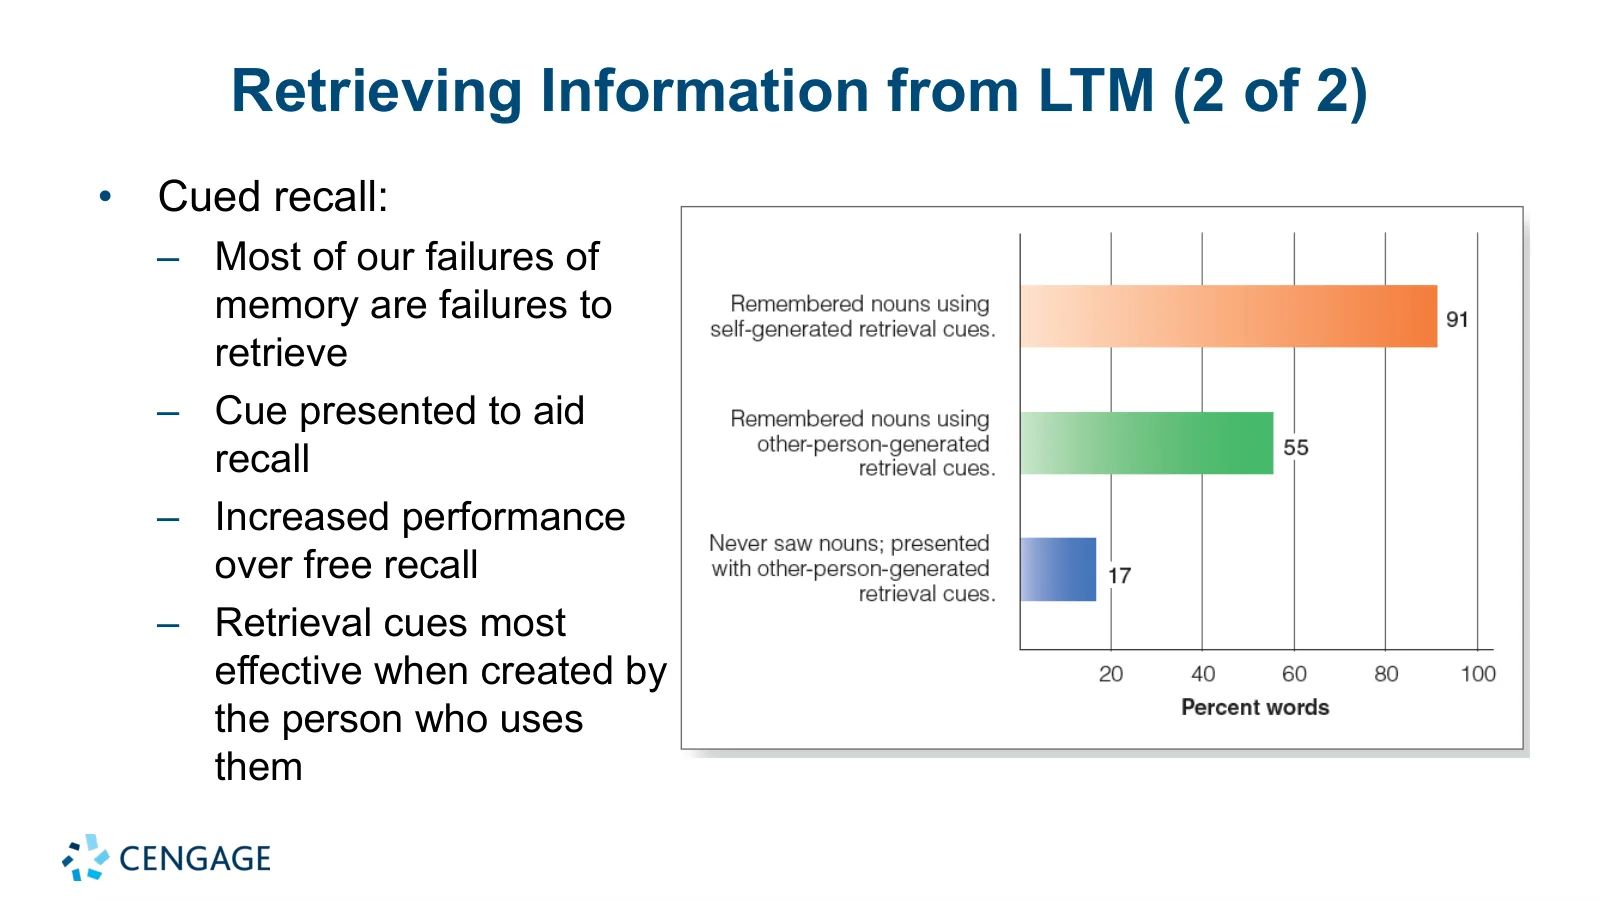 Retrieving Information from LTM (2 of 2)
• Cued recall:
– Most of our failures of
memory are failures to
retrieve
– Cue presented to aid
recall
– Increased performance
over free recall
– Retrieval cues most
effective when created by
the person who uses
them
Remembered nouns using
self-generated retrieval cues.
91
Remembered nouns using
other-person-generated
retrieval cues.
55
Never saw nouns; presented
with other-person-generated
retrieval cues.
17
20 40 60 80 100
Percent words
CENGAGE